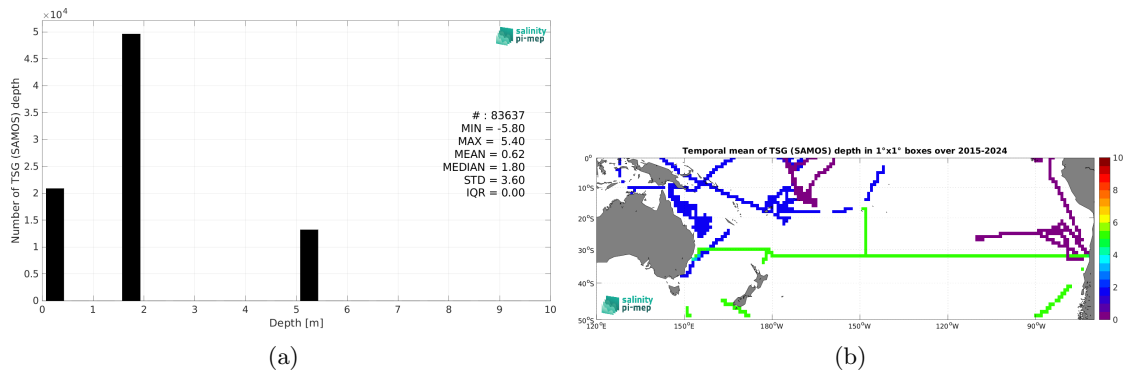 ×10⁴
5
4.5
4
3.5
3
2.5
2
1.5
1
0.5
0
Number of TSG (SAMOS) depth
0 1 2 3 4 5 6 7 8 9 10
Depth [m]
salinity
pi-mep
# : 83637
MIN = -5.80
MAX = 5.40
MEAN = 0.62
MEDIAN = 1.80
STD = 3.60
IQR = 0.00
(a)
Temporal mean of TSG (SAMOS) depth in 1°x1° boxes over 2015-2024
0°
10°S
20°S
30°S
40°S
50°S
120°E 150°E 180°W 150°W 120°W 90°W
salinity
pi-mep
10
8
6
4
2
0
(b)